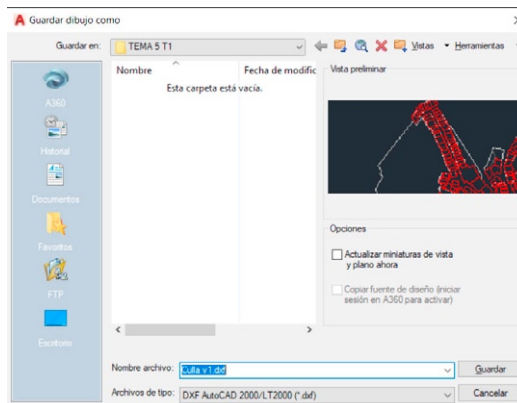 Guardar dibujo como
Guardar en:
TEMA 5 T1
Vistas
Herramientas
Nombre
Fecha de modific
Vista preliminar
Esta carpeta está vacía.
A360
Historial
Documentos
Favoritos
FTP
Escritorio
Opciones
Actualizar miniaturas de vista
y plano ahora
Copiar fuente de diseño (iniciar
sesión en A360 para activar)
Nombre archivo:
Culla v1.dxf
Guardar
Archivos de tipo:
DXF AutoCAD 2000/LT2000 (*.dxf)
Cancelar